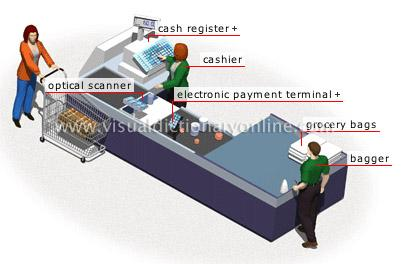 cash register +
cashier
optical scanner
electronic payment terminal +
www.visualdictionaryonline.com
grocery bags
bagger